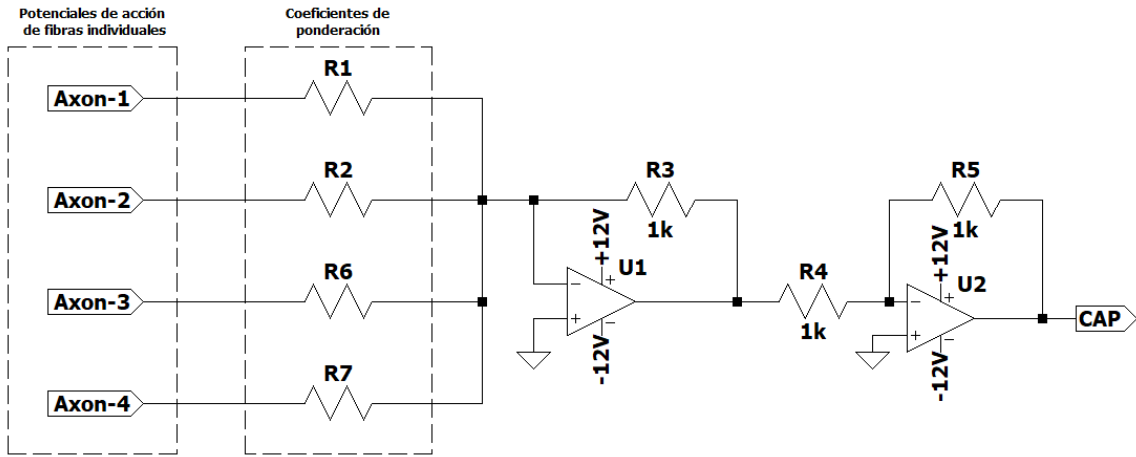 Potenciales de acción
de fibras individuales
Coeficientes de
ponderación
Axon-1
R1
Axon-2
R2
R3
1k
R5
1k
+12V
U1
-12V
Axon-3
R6
R4
1k
+12V
U2
-12V
CAP
Axon-4
R7